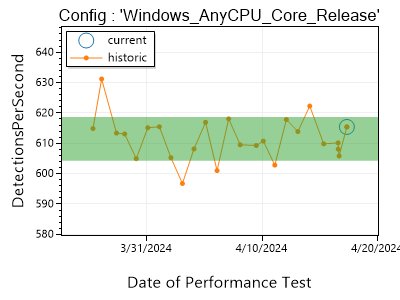 Config : 'Windows_AnyCPU_Core_Release'
current
historic
DetectionsPerSecond
640
620
610
600
590
580
3/31/2024
4/10/2024
4/20/2024
Date of Performance Test